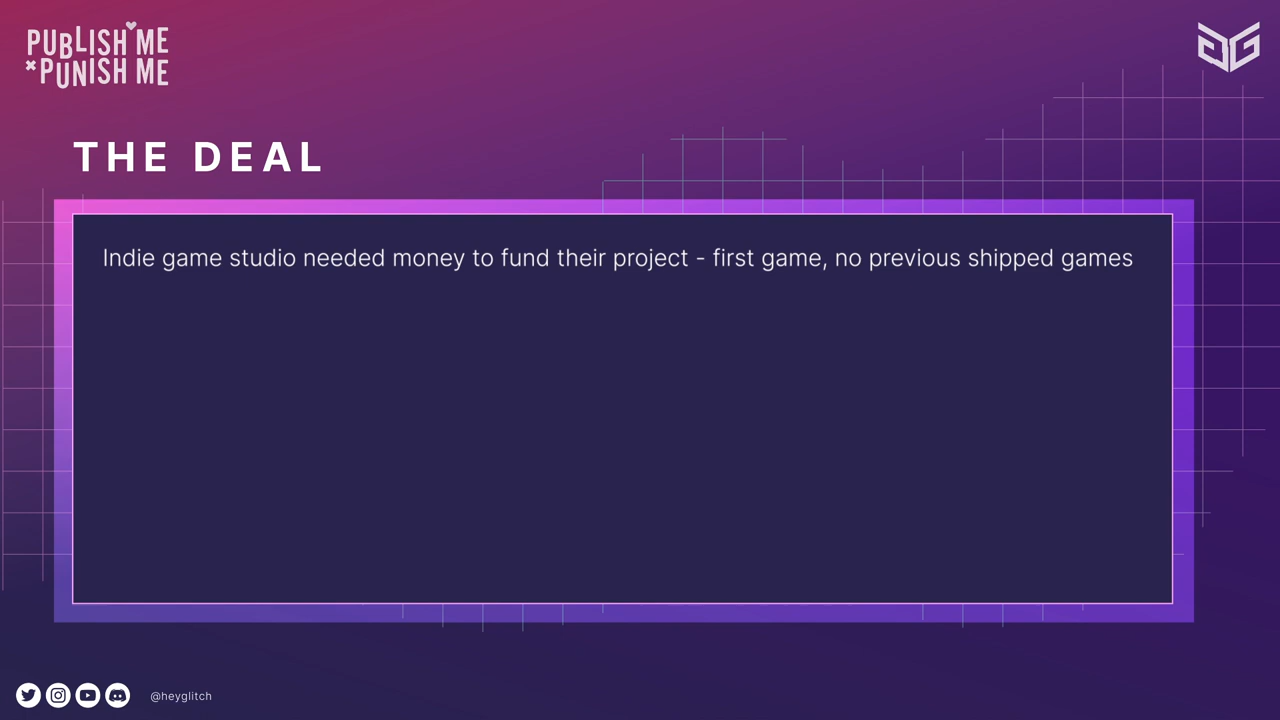 PUBLISH ME
PUNISH ME
THE DEAL
Indie game studio needed money to fund their project - first game, no previous shipped games
@heyglitch